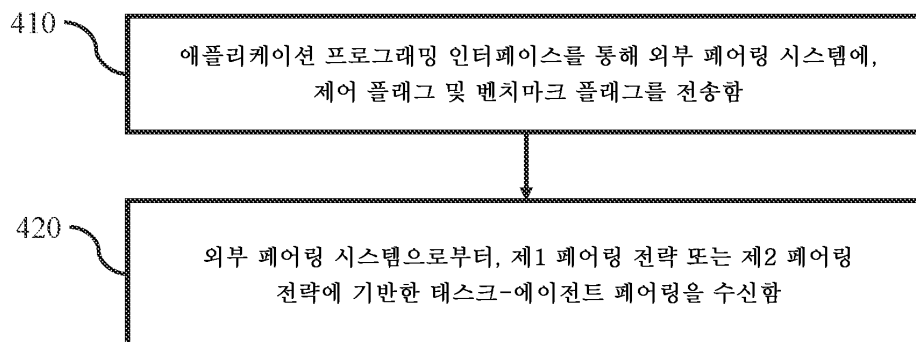 410
애플리케이션 프로그래밍 인터페이스를 통해 외부 페어링 시스템에,
제어 플래그 및 벤치마크 플래그를 전송함
420
외부 페어링 시스템으로부터, 제1 페어링 전략 또는 제2 페어링
전략에 기반한 태스크-에이전트 페어링을 수신함